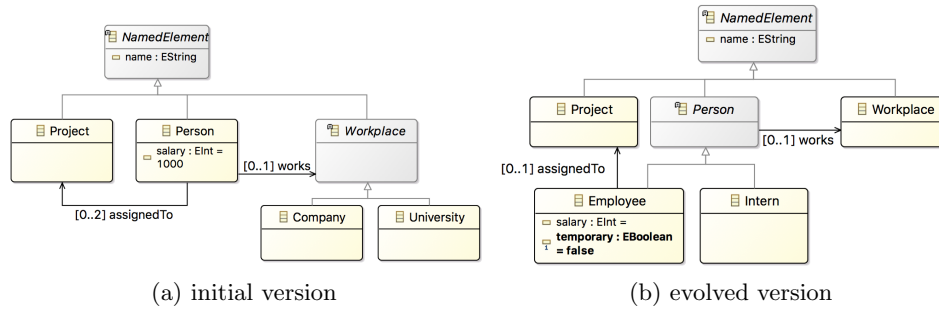 NamedElement
name : EString
Project
Person
salary : EInt =
1000
Workplace
[0..1] works
[0..2] assignedTo
Company
University
(a) initial version
NamedElement
name : EString
Project
Person
Workplace
[0..1] works
[0..1] assignedTo
Employee
salary : EInt =
temporary : EBoolean
= false
1
Intern
(b) evolved version